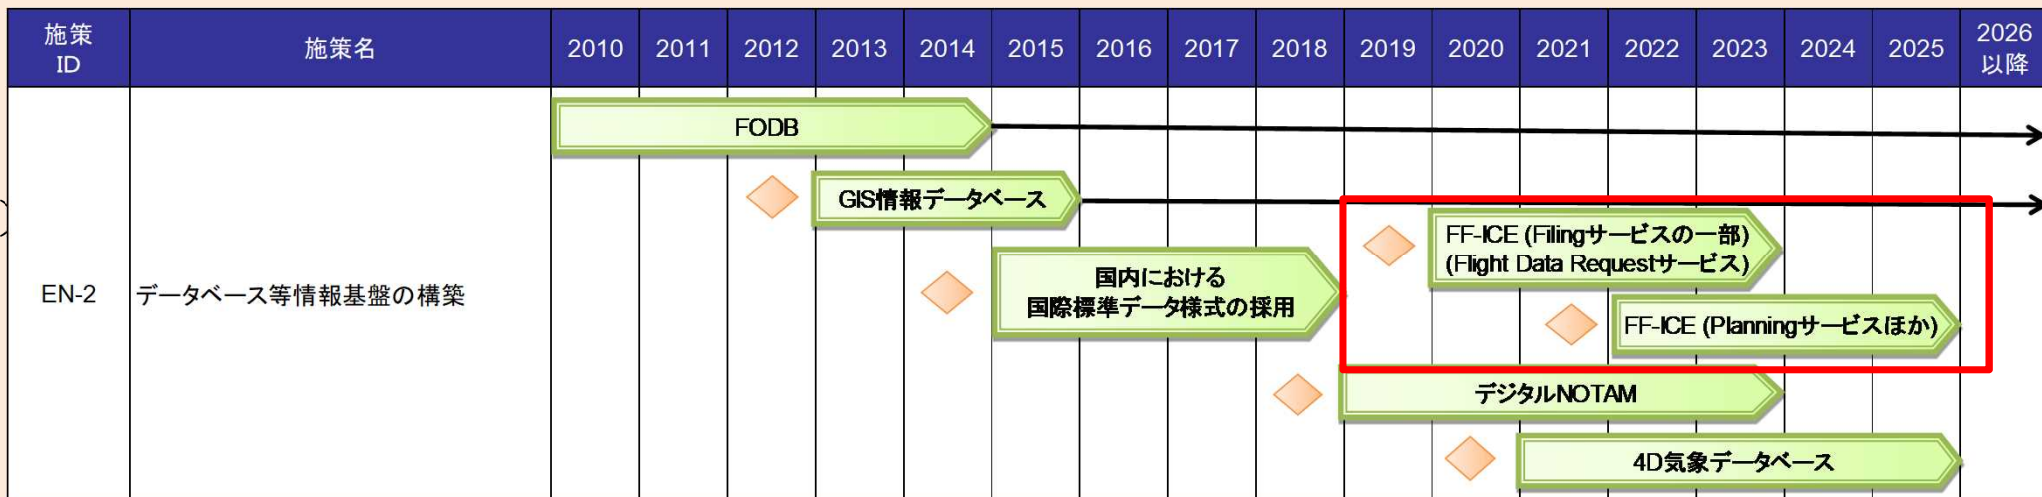 施策
ID
施策名
2010
2011
2012
2013
2014
2015
2016
2017
2018
2019
2020
2021
2022
2023
2024
2025
2026
以降
EN-2
データベース等情報基盤の構築
FODB
GIS情報データベース
国内における
国際標準データ様式の採用
FF-ICE (Filingサービスの一部)
(Flight Data Requestサービス)
FF-ICE (Planningサービスほか)
デジタルNOTAM
4D気象データベース